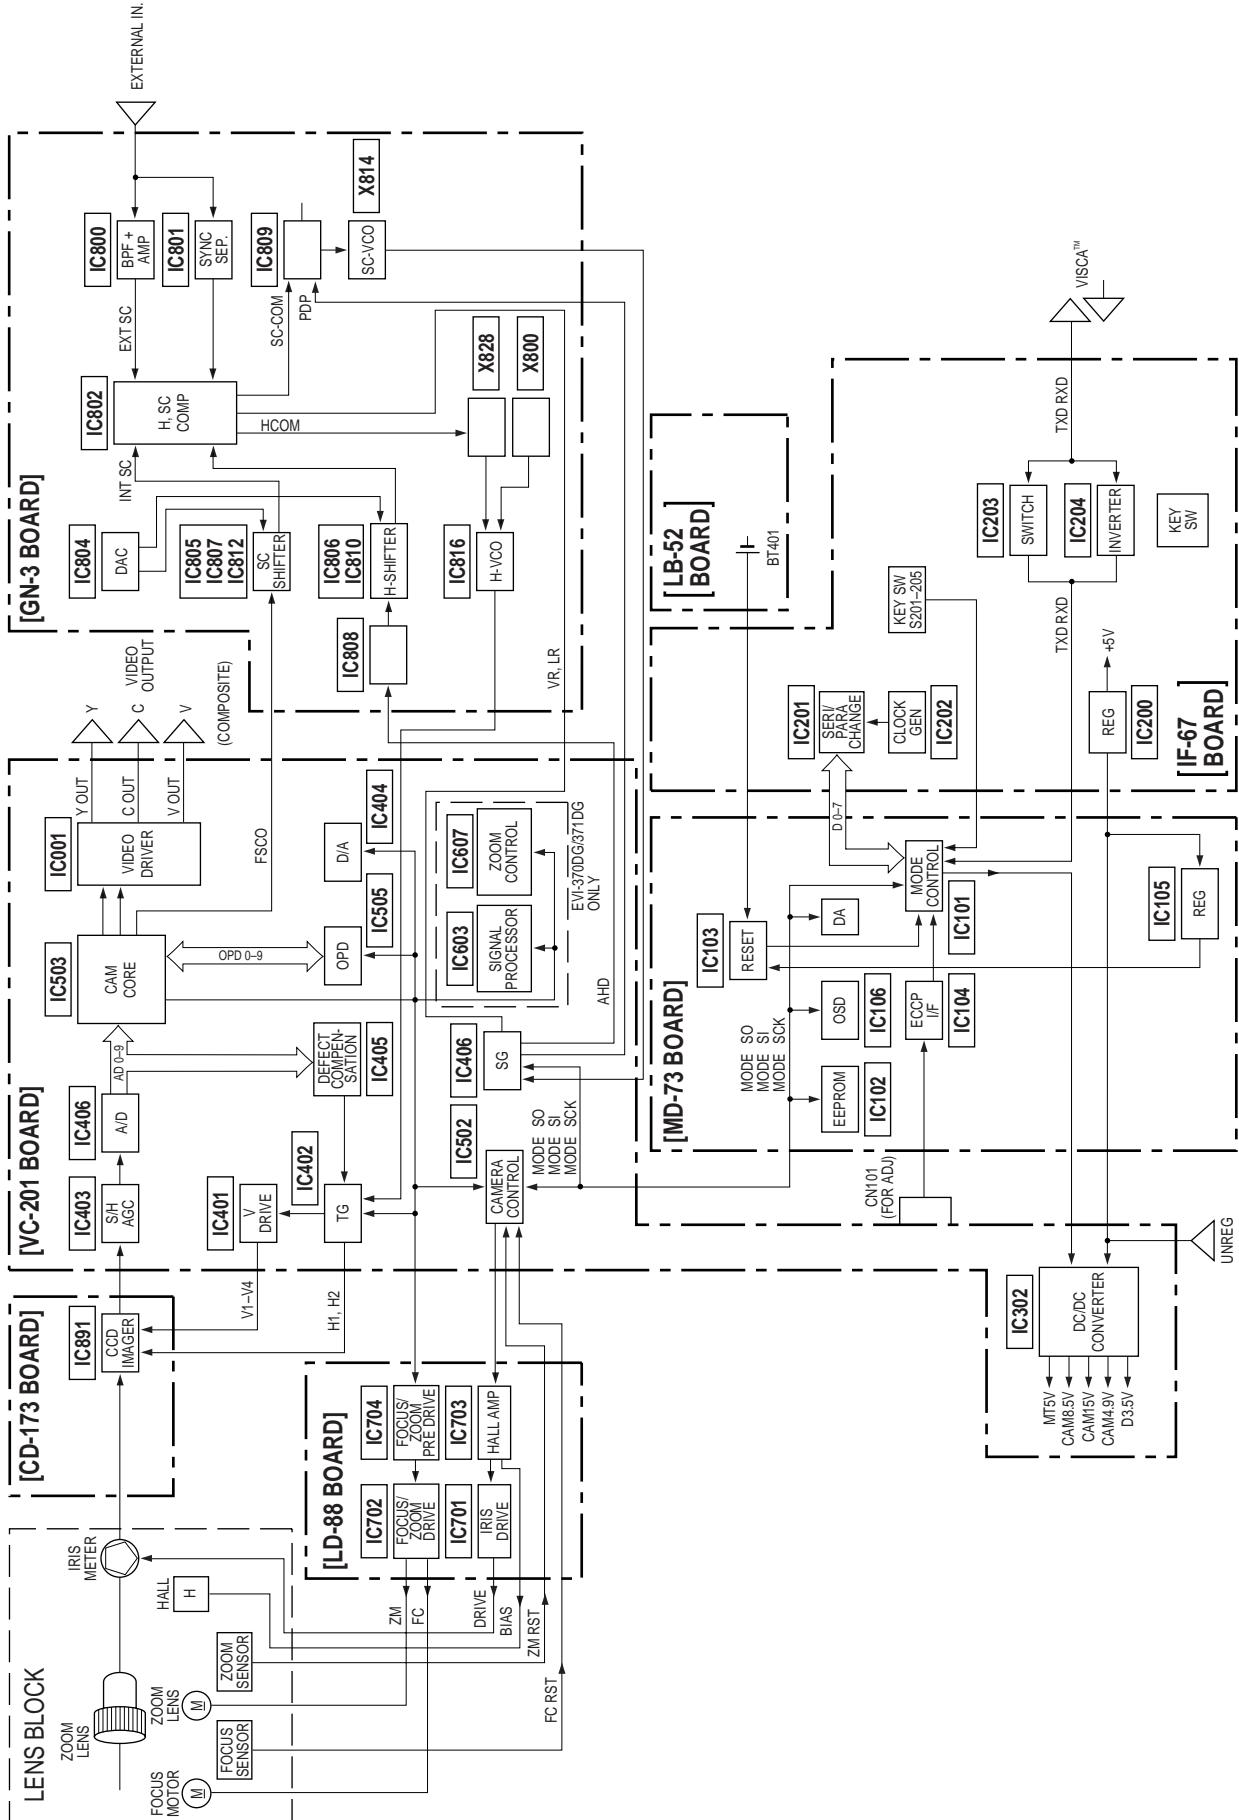 LENS BLOCK
ZOOM
LENS
IRIS
METER
HALL
H
FOCUS
MOTOR
M
ZOOM
LENS
M
FOCUS
SENSOR
ZOOM
SENSOR
ZM
FC
DRIVE
BIAS
ZM RST
FC RST
[CD-173 BOARD]
IC891
CCD
IMAGER
V1–V4
H1, H2
[LD-88 BOARD]
IC702
FOCUS/
ZOOM
DRIVE
IC704
FOCUS/
ZOOM
PRE DRIVE
IC701
IRIS
DRIVE
IC703
HALL AMP
[VC-201 BOARD]
IC403
S/H
AGC
IC406
A/D
AD 0–9
IC503
CAM
CORE
IC001
VIDEO
DRIVER
Y OUT
C OUT
V OUT
Y
C
V
VIDEO
OUTPUT
(COMPOSITE)
FSCO
IC401
V
DRIVE
IC402
TG
DEFECT
COMPEN-
SATION
IC405
OPD 0–9
OPD
IC505
D/A
IC404
IC603
SIGNAL
PROCESSOR
IC607
ZOOM
CONTROL
EVI-370DG/371DG
ONLY
IC502
CAMERA
CONTROL
MODE SO
MODE SI
MODE SCK
IC406
SG
AHD
VR, LR
IC302
DC/DC
CONVERTER
MT5V
CAM8.5V
CAM15V
CAM4.9V
D3.5V
UNREG
[GN-3 BOARD]
IC804
DAC
IC805
IC807
IC812
SC
SHIFTER
IC806
IC810
H-SHIFTER
IC808
IC816
H-VCO
INT SC
IC802
H, SC
COMP
HCOM
EXT SC
IC800
BPF +
AMP
IC801
SYNC
SEP.
EXTERNAL IN.
SC-COM
PDP
IC809
SC-VCO
X814
X828
X800
[LB-52
BOARD]
BT401
[MD-73 BOARD]
MODE SO
MODE SI
MODE SCK
EEPROM
IC102
OSD
IC106
DA
IC103
RESET
ECCP
I/F
IC104
MODE
CONTROL
IC101
D 0–7
IC105
REG
CN101
(FOR ADJ)
[IF-67
BOARD]
IC201
SERI/
PARA
CHANGE
CLOCK
GEN
IC202
KEY SW
S201–205
REG
IC200
+5V
TXD RXD
IC203
SWITCH
IC204
INVERTER
KEY
SW
TXD RXD
VISCA™